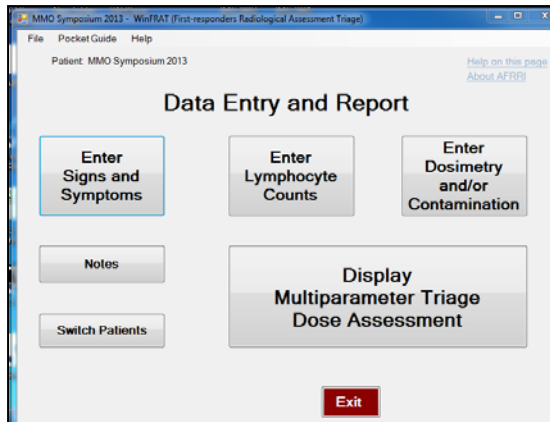 MMO Symposium 2013 - WinFRAT (First-responders Radiological Assessment Triage)
File Pocket Guide Help
Patient: MMO Symposium 2013
Help on this page
About AFRRI
Data Entry and Report
Enter
Signs and
Symptoms
Enter
Lymphocyte
Counts
Enter
Dosimetry
and/or
Contamination
Notes
Display
Multiparameter Triage
Dose Assessment
Switch Patients
Exit